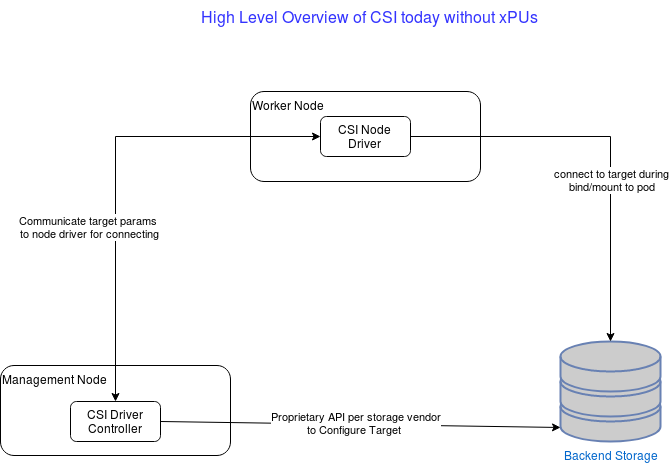 High Level Overview of CSI today without xPUs
Worker Node
CSI Node
Driver
connect to target during
bind/mount to pod
Communicate target params
to node driver for connecting
Management Node
CSI Driver
Controller
Proprietary API per storage vendor
to Configure Target
Backend Storage